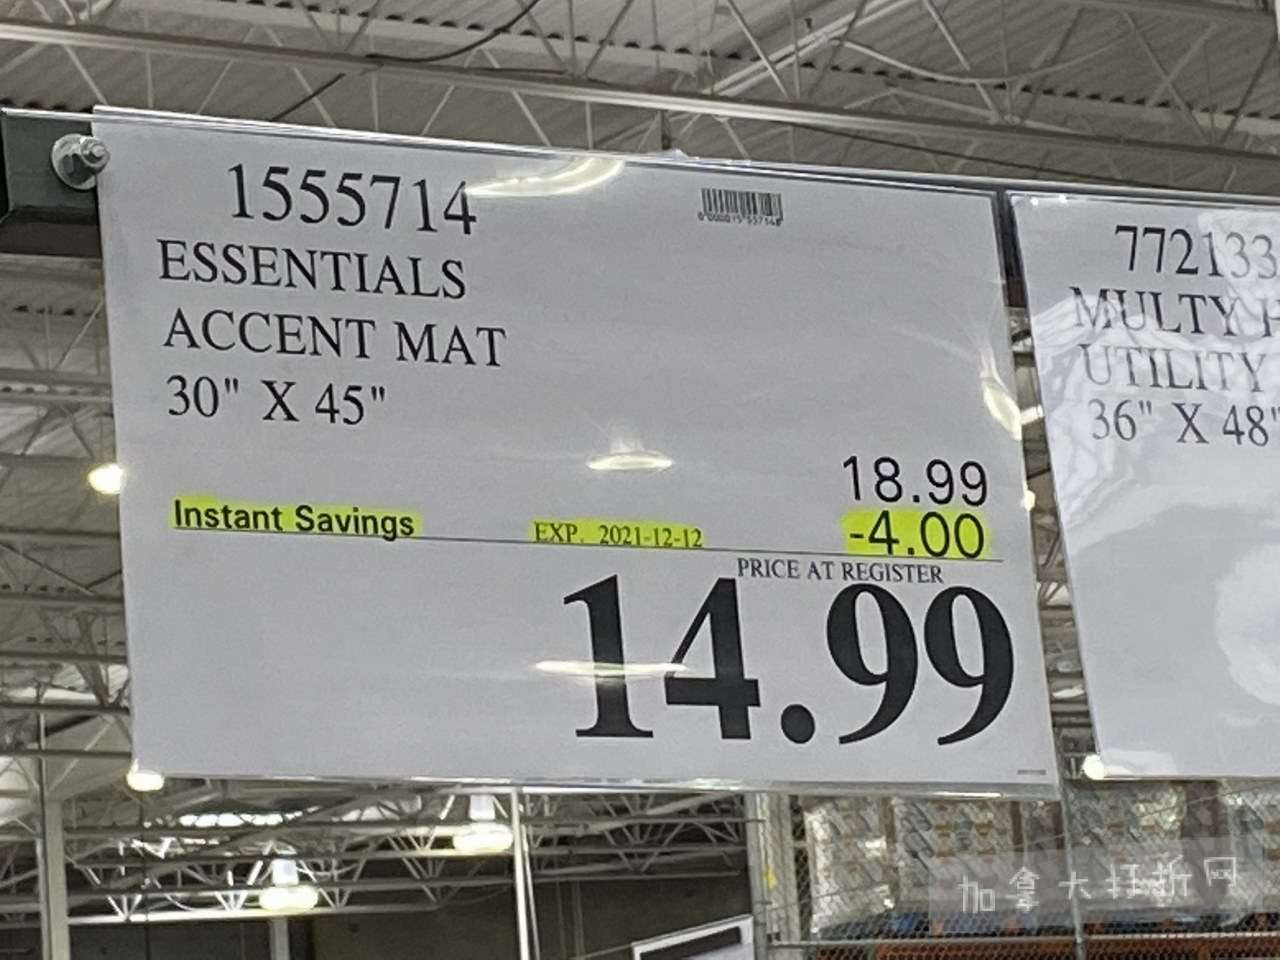 1555714
ESSENTIALS
ACCENT MAT
30" X 45"
18.99
Instant Savings EXP. 2021-12-12 -4.00
PRICE AT REGISTER
14.99
772133
MULTY
UTILITY
36" X 48"
加拿大打折网